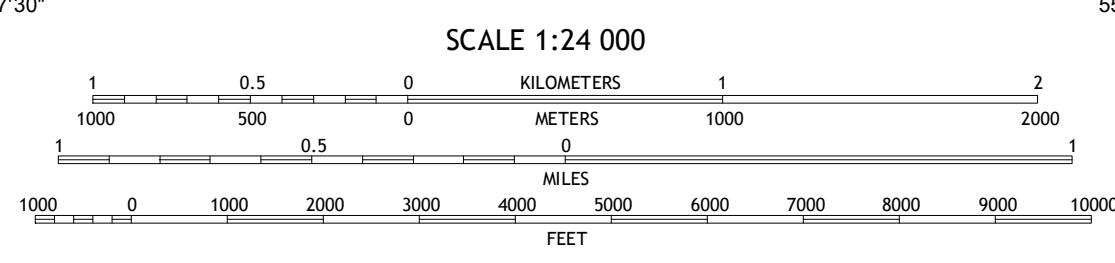 7'30" 55
SCALE 1:24 000
1 0.5 0 KILOMETERS 1 2
1000 500 0 METERS 1000 2000
1 0.5 0 1
MILES
1000 0 1000 2000 3000 4000 5000 6000 7000 8000 9000 10000
FEET